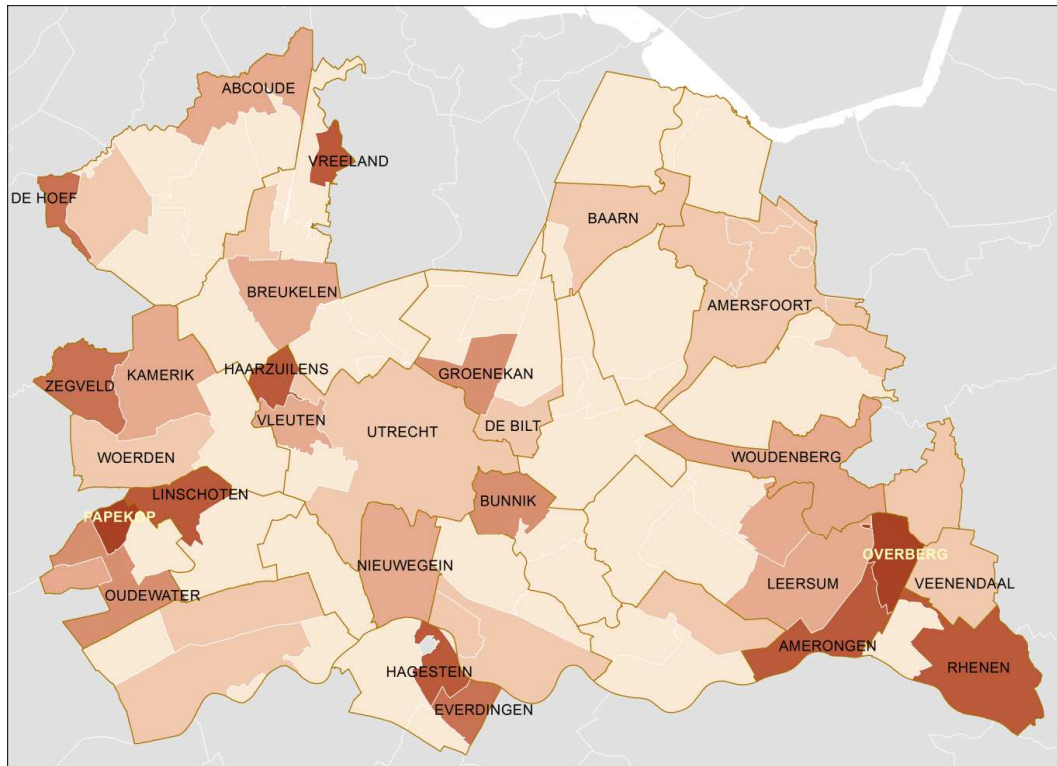 ABCOUDE
VREELAND
DE HOEF
BAARN
BREUKELEN
AMERSFOORT
HAARZUILENS
GROENEKAN
KAMERIK
ZEGVELD
VLEUTEN
DE BILT
UTRECHT
WOERDEN
WOUDENBERG
LINSCHOTEN
BUNNIK
PAPEKOP
OVERBERG
NIEUWEGEIN
LEERSUM
VEENENDAAL
OUDEWATER
AMERONGEN
RHENEN
HAGESTEIN
EVERDINGEN